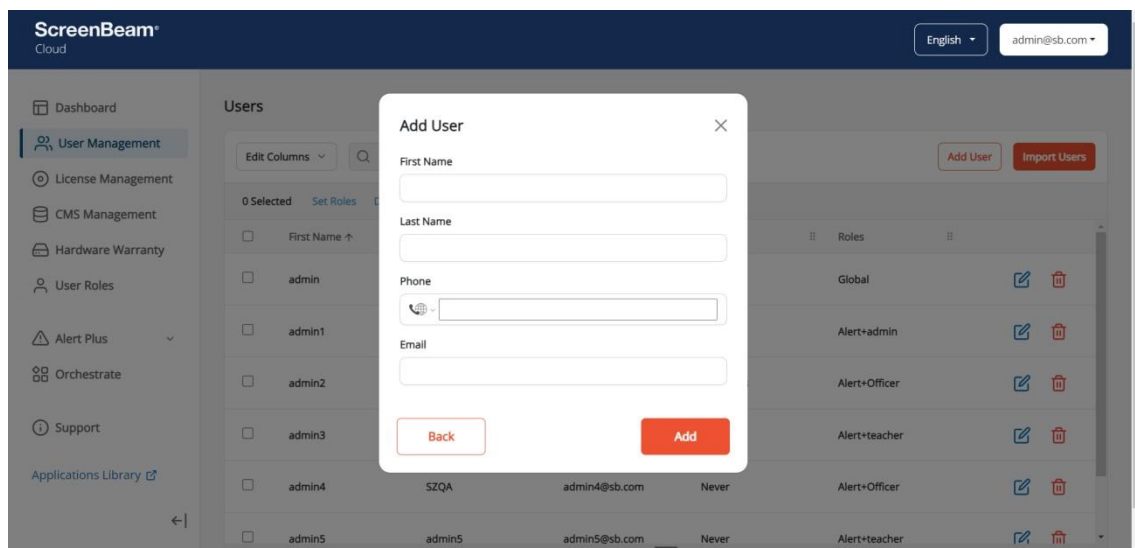 ScreenBeam®
Cloud
English
admin@sb.com
Dashboard
User Management
License Management
CMS Management
Hardware Warranty
User Roles
Alert Plus
Orchestrate
Support
Applications Library
Users
Edit Columns
Add User
Import Users
0 Selected Set Roles
First Name Roles
admin Global
admin1 Alert+admin
admin2 Alert+Officer
admin3 Alert+teacher
admin4 SZQA admin4@sb.com Never Alert+Officer
admin5 admin5 admin5@sb.com Never Alert+teacher
Add User
First Name
Last Name
Phone
Email
Back Add